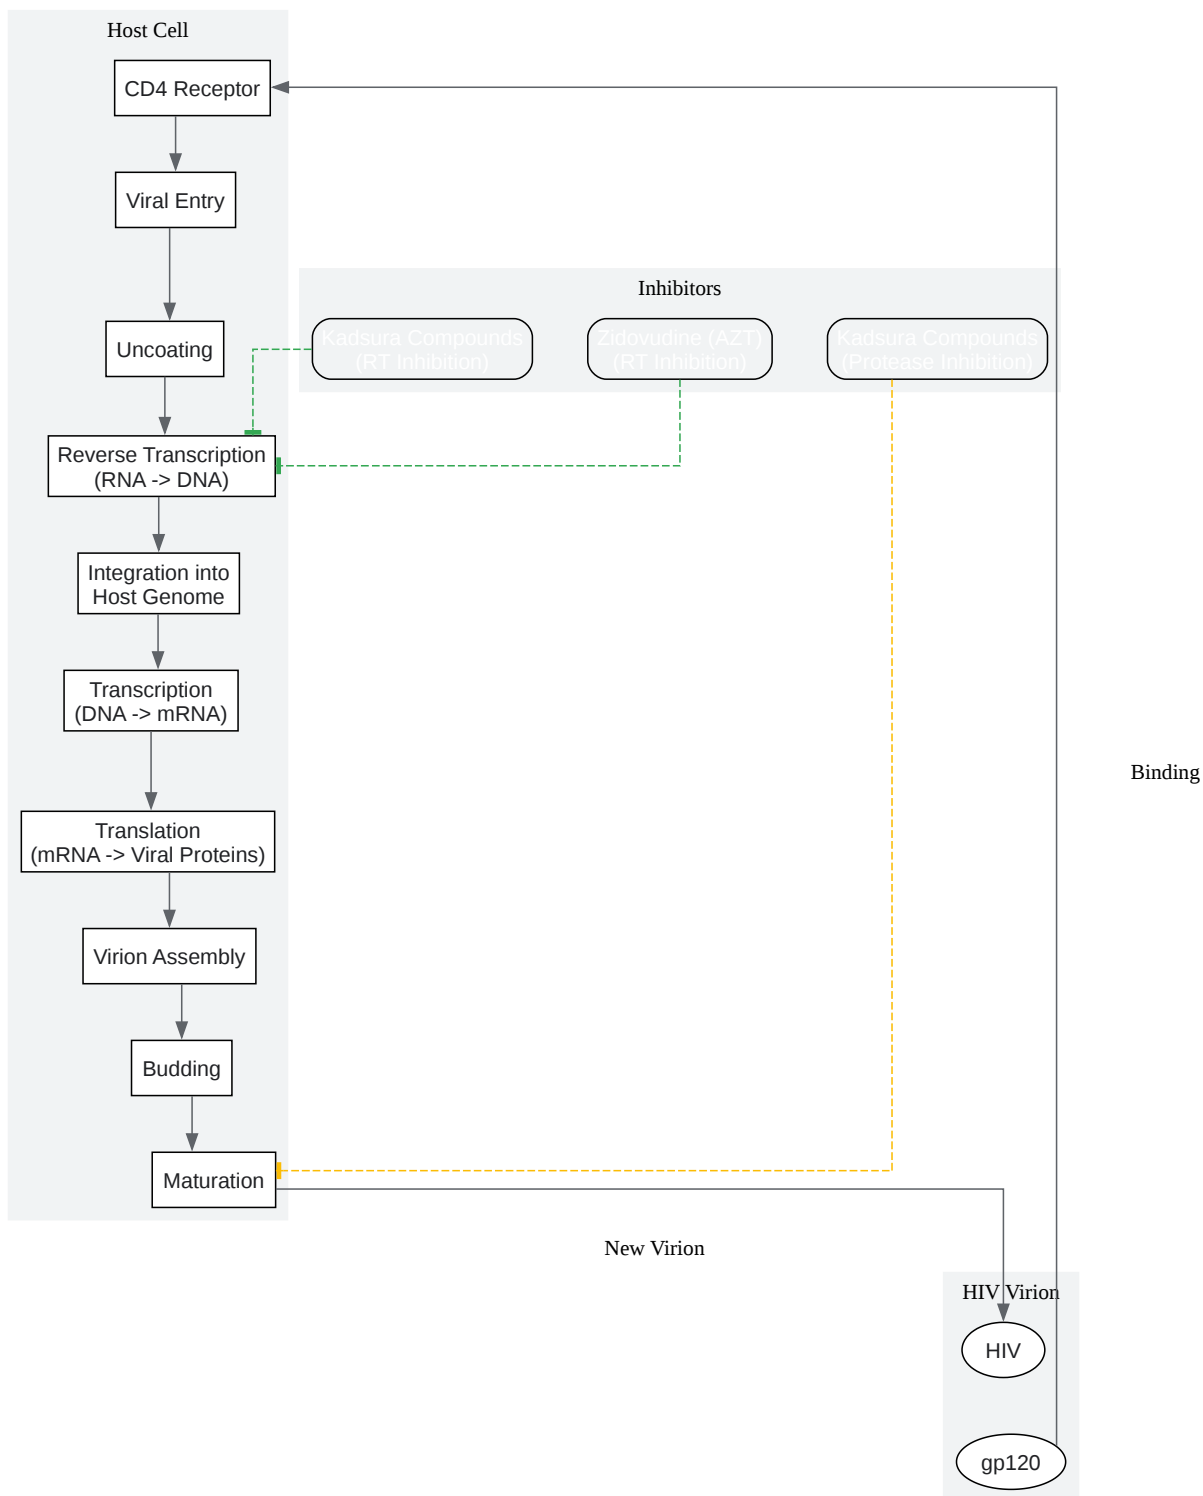 Host Cell
CD4 Receptor
Viral Entry
Inhibitors
Kadsura Compounds
(RT Inhibition)
Zidovudine (AZT)
(RT Inhibition)
Kadsura Compounds
(Protease Inhibition)
Uncoating
Reverse Transcription
(RNA -> DNA)
Integration into
Host Genome
Transcription
(DNA -> mRNA)
Binding
Translation
(mRNA -> Viral Proteins)
Virion Assembly
Budding
Maturation
New Virion
HIV Virion
HIV
gp120